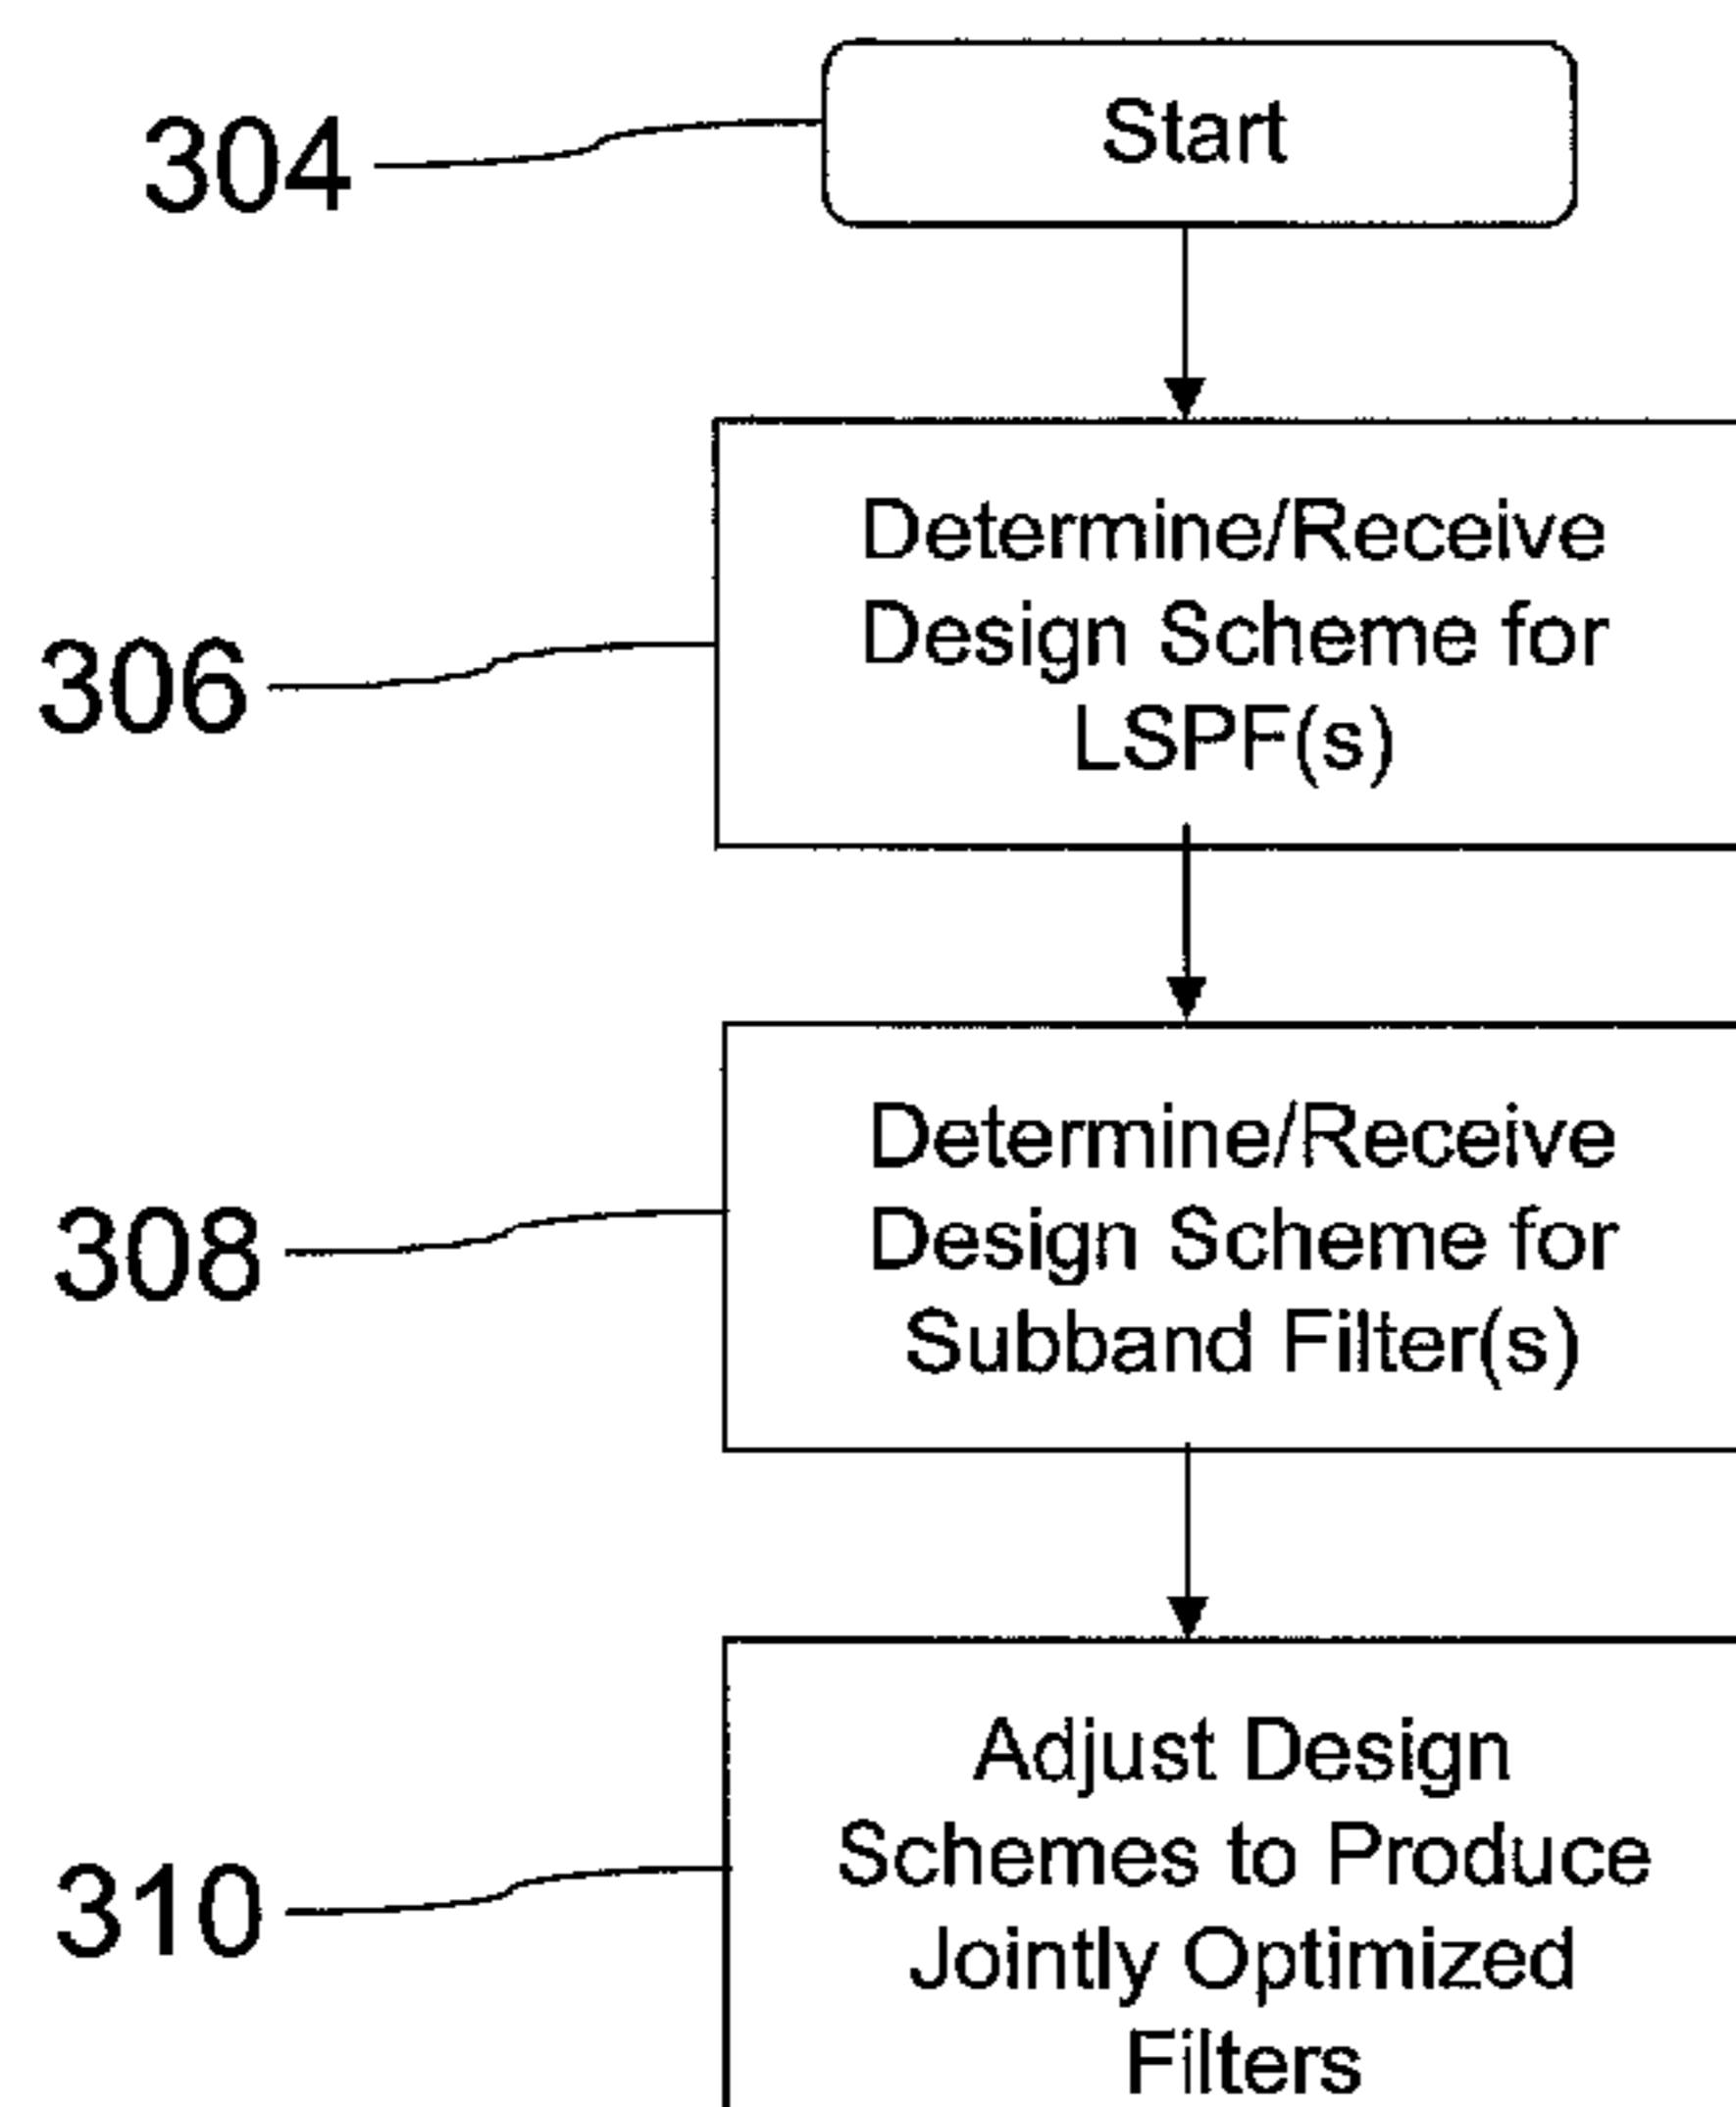 304
Start
306
Determine/Receive
Design Scheme for
LSPF(s)
308
Determine/Receive
Design Scheme for
Subband Filter(s)
310
Adjust Design
Schemes to Produce
Jointly Optimized
Filters